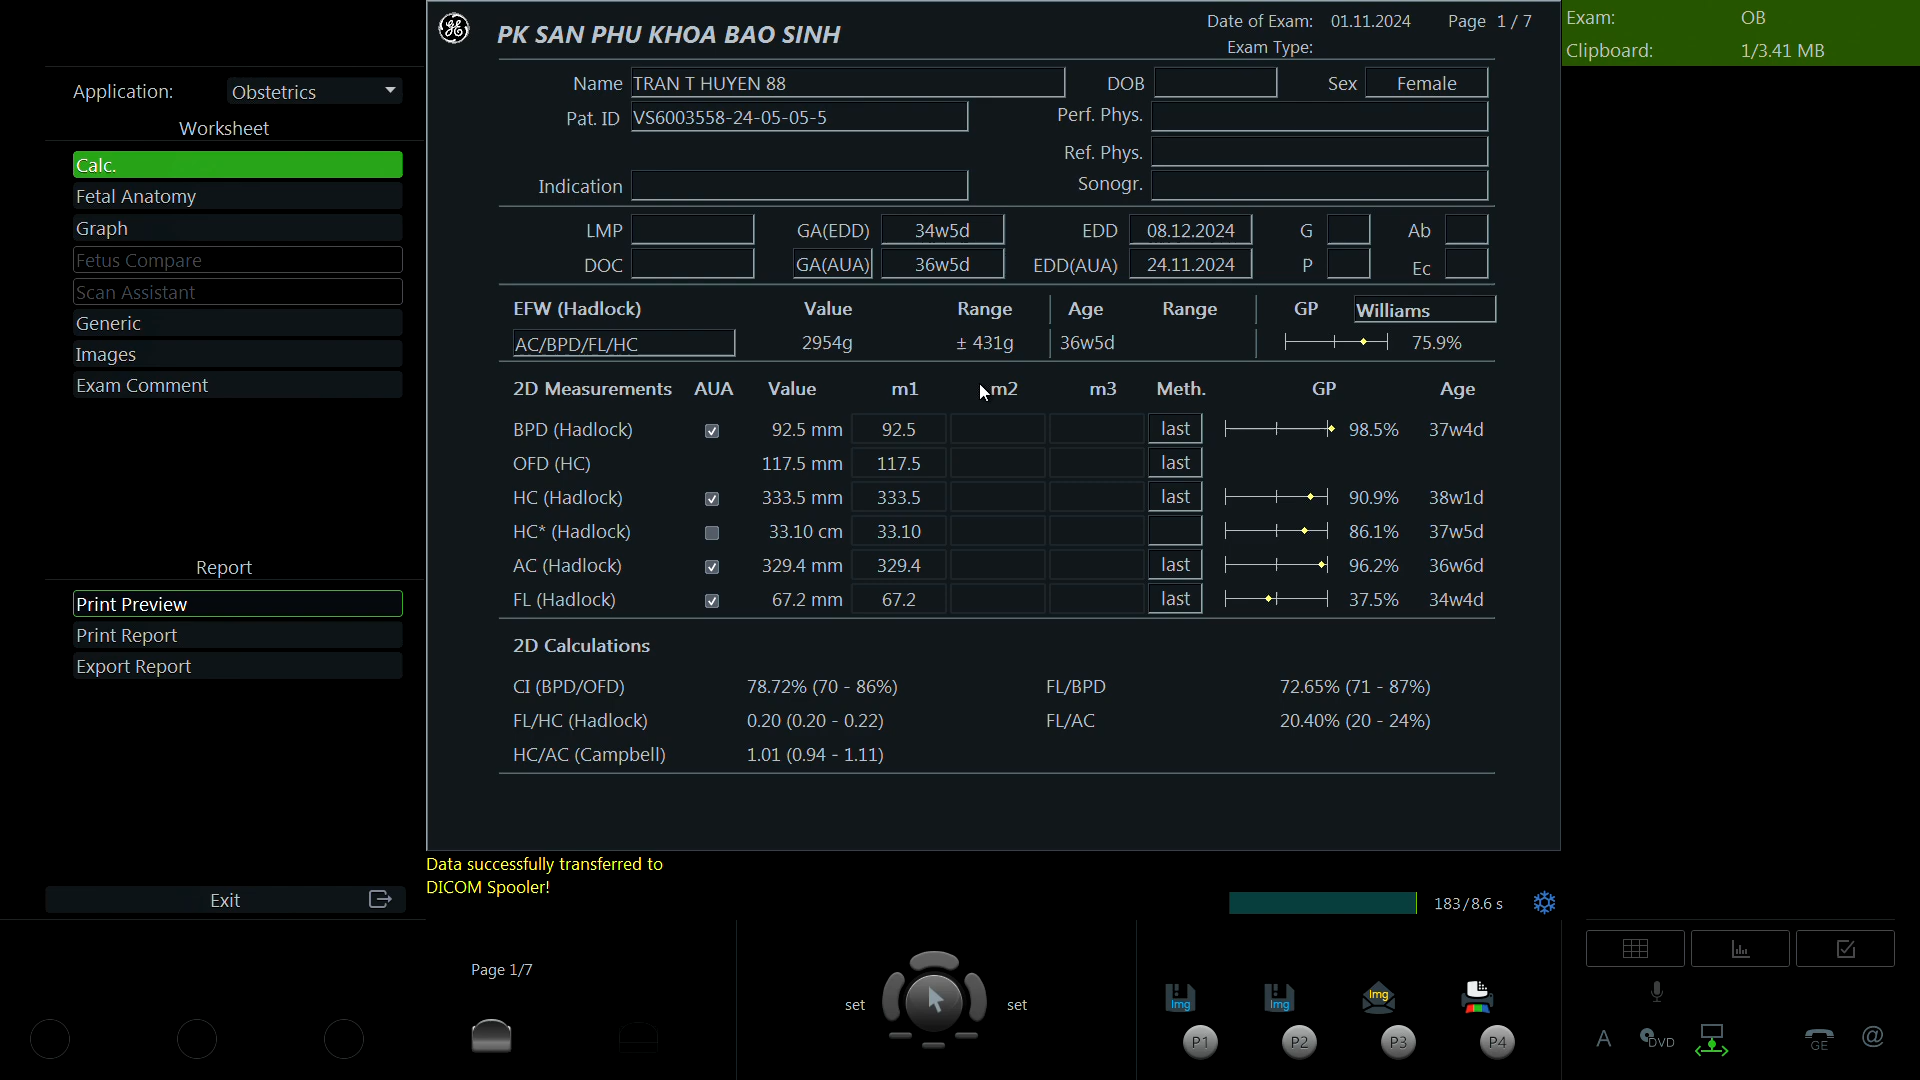 PK SAN PHU KHOA BAO SINH
Date of Exam: 01.11.2024 Page 1 / 7
Exam Type:
Exam: OB
Clipboard: 1/3.41 MB
Application: Obstetrics
Worksheet
Calc.
Fetal Anatomy
Graph
Fetus Compare
Scan Assistant
Generic
Images
Exam Comment
Report
Print Preview
Print Report
Export Report
Exit
Name TRAN T HUYEN 88 DOB Sex Female
Pat. ID VS6003558-24-05-05-5 Perf. Phys.
Ref. Phys.
Indication Sonogr.
LMP GA(EDD) 34w5d EDD 08.12.2024 G Ab
DOC GA(AUA) 36w5d EDD(AUA) 24.11.2024 P Ec
EFW (Hadlock) Value Range Age Range GP Williams
AC/BPD/FL/HC 2954g ± 431g 36w5d 75.9%
2D Measurements AUA Value m1 m2 m3 Meth. GP Age
BPD (Hadlock) 92.5 mm 92.5 last 98.5% 37w4d
OFD (HC) 117.5 mm 117.5 last
HC (Hadlock) 333.5 mm 333.5 last 90.9% 38w1d
HC* (Hadlock) 33.10 cm 33.10 86.1% 37w5d
AC (Hadlock) 329.4 mm 329.4 last 96.2% 36w6d
FL (Hadlock) 67.2 mm 67.2 last 37.5% 34w4d
2D Calculations
CI (BPD/OFD) 78.72% (70 - 86%) FL/BPD 72.65% (71 - 87%)
FL/HC (Hadlock) 0.20 (0.20 - 0.22) FL/AC 20.40% (20 - 24%)
HC/AC (Campbell) 1.01 (0.94 - 1.11)
Data successfully transferred to
DICOM Spooler!
183/8.6 s
Page 1/7
set set
Img Img Img
P1 P2 P3 P4
A DVD GE @